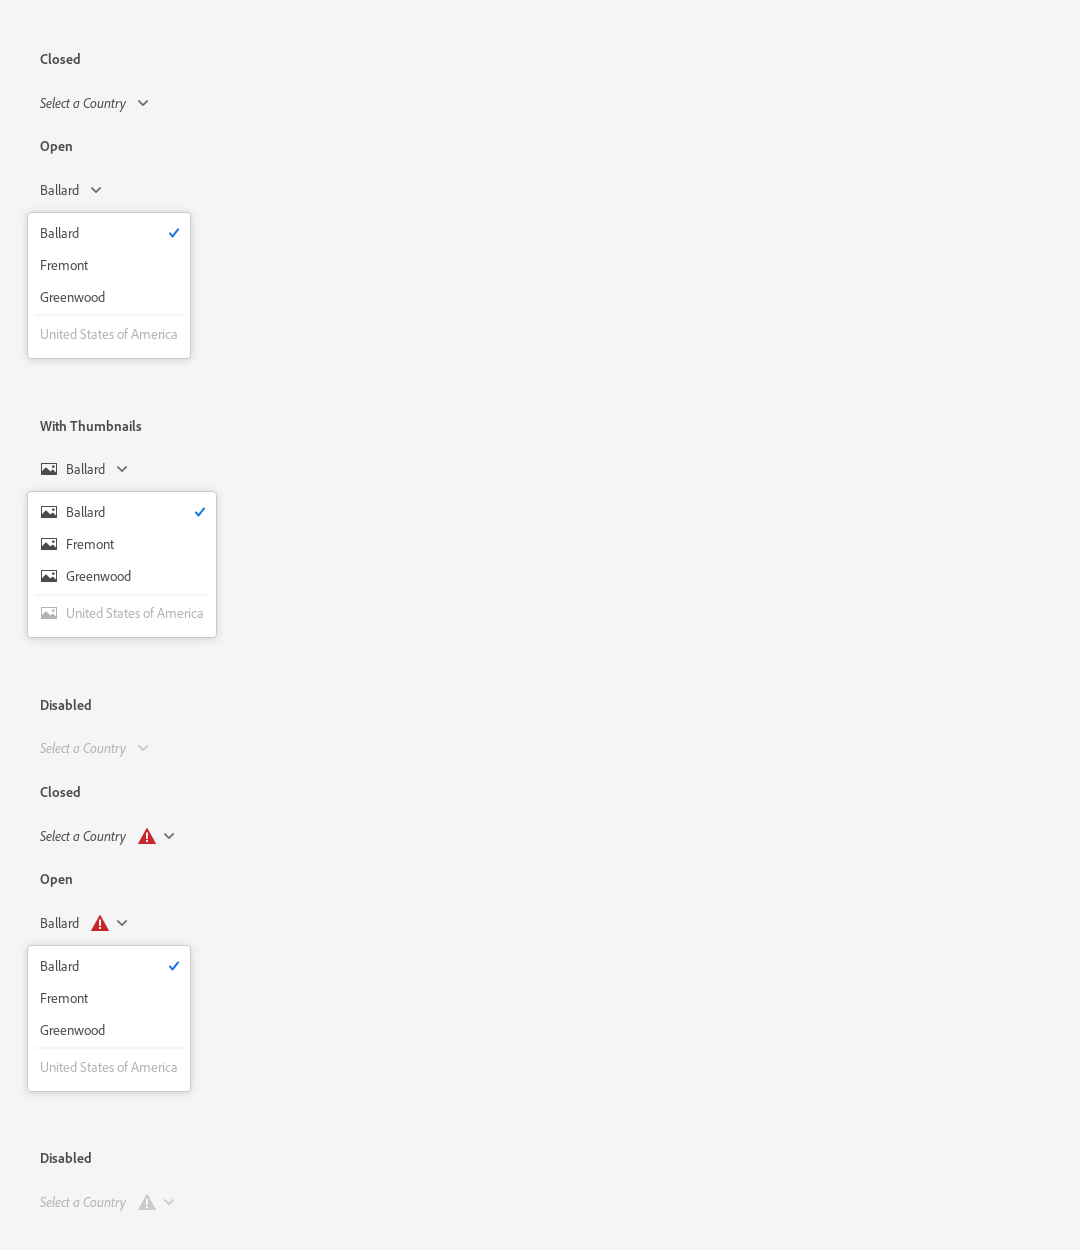 Closed
Select a Country
Open
Ballard
Ballard
Fremont
Greenwood
United States of America
With Thumbnails
Ballard
Ballard
Fremont
Greenwood
United States of America
Disabled
Select a Country
Closed
Select a Country
Open
Ballard
Ballard
Fremont
Greenwood
United States of America
Disabled
Select a Country